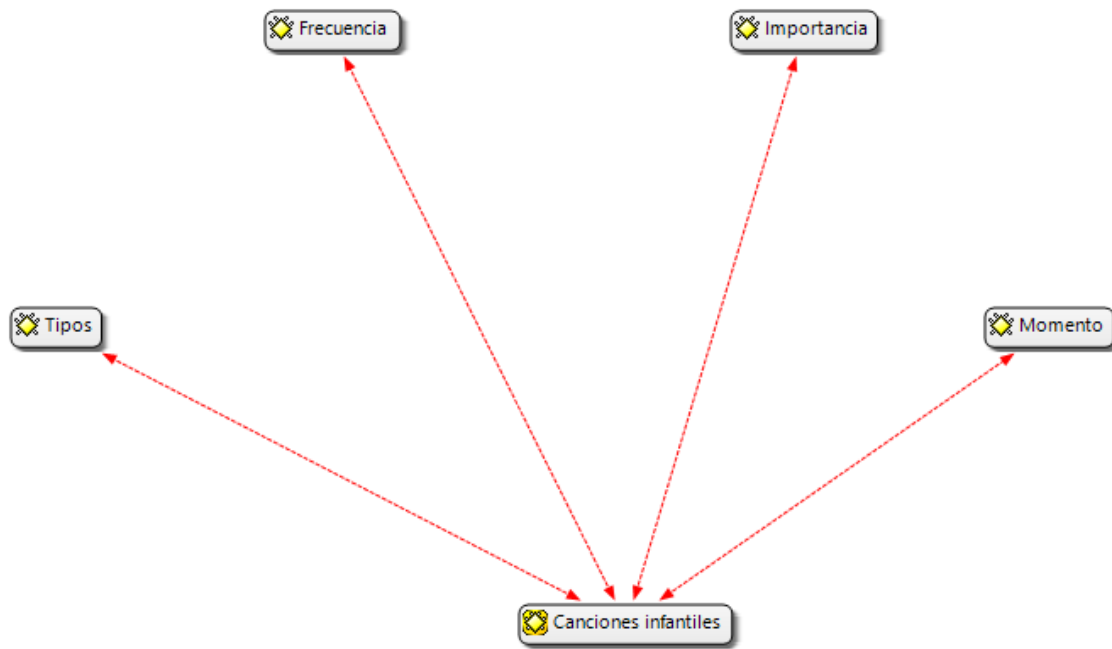 Frecuencia
Importancia
Tipos
Momento
Canciones infantiles